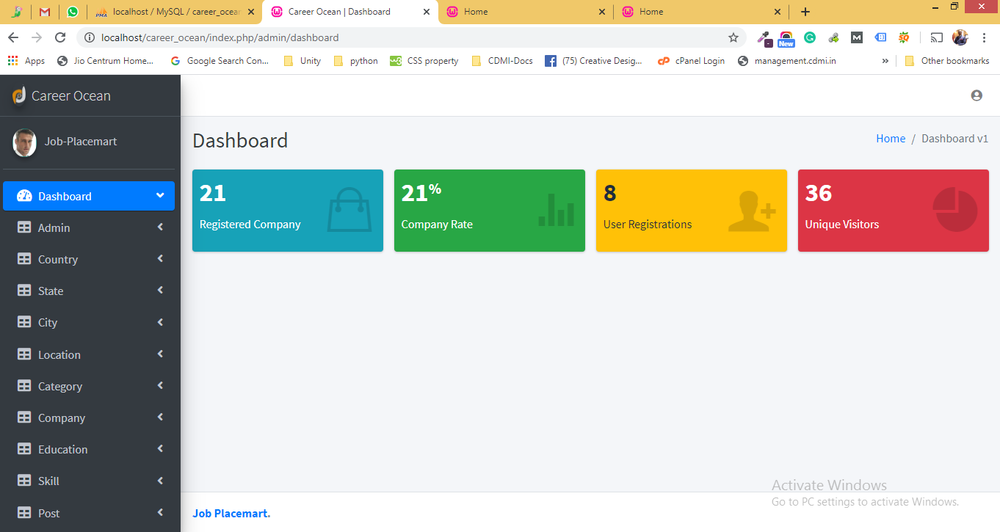 localhost / MySQL / career_ocean
Career Ocean | Dashboard
Home
Home
localhost/career_ocean/index.php/admin/dashboard
New
Apps
Jio Centrum Home...
Google Search Con...
Unity
python
CSS property
CDMI-Docs
(75) Creative Desig...
cPanel Login
management.cdmi.in
»
Other bookmarks
Career Ocean
Job-Placemart
Dashboard
Home / Dashboard v1
21
Registered Company
21%
Company Rate
8
User Registrations
36
Unique Visitors
Dashboard
Admin
Country
State
City
Location
Category
Company
Education
Skill
Post
Job Placemart.
Activate Windows
Go to PC settings to activate Windows.